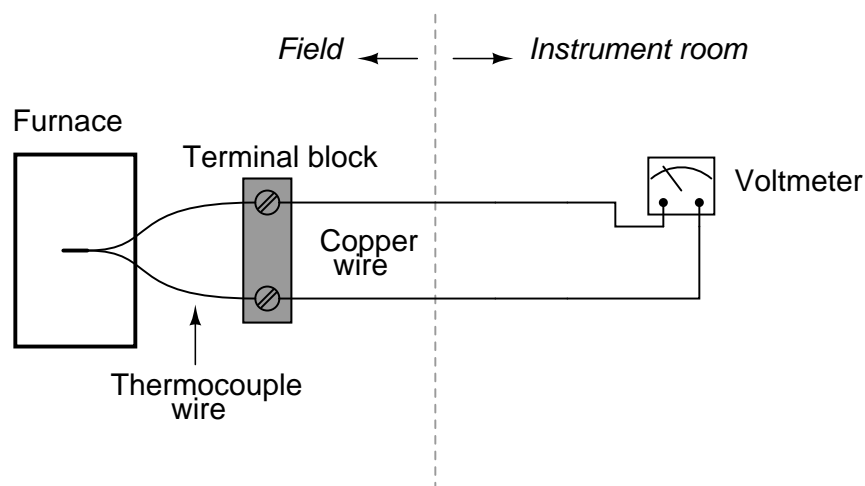 Field
Instrument room
Furnace
Terminal block
Voltmeter
Copper
wire
Thermocouple
wire